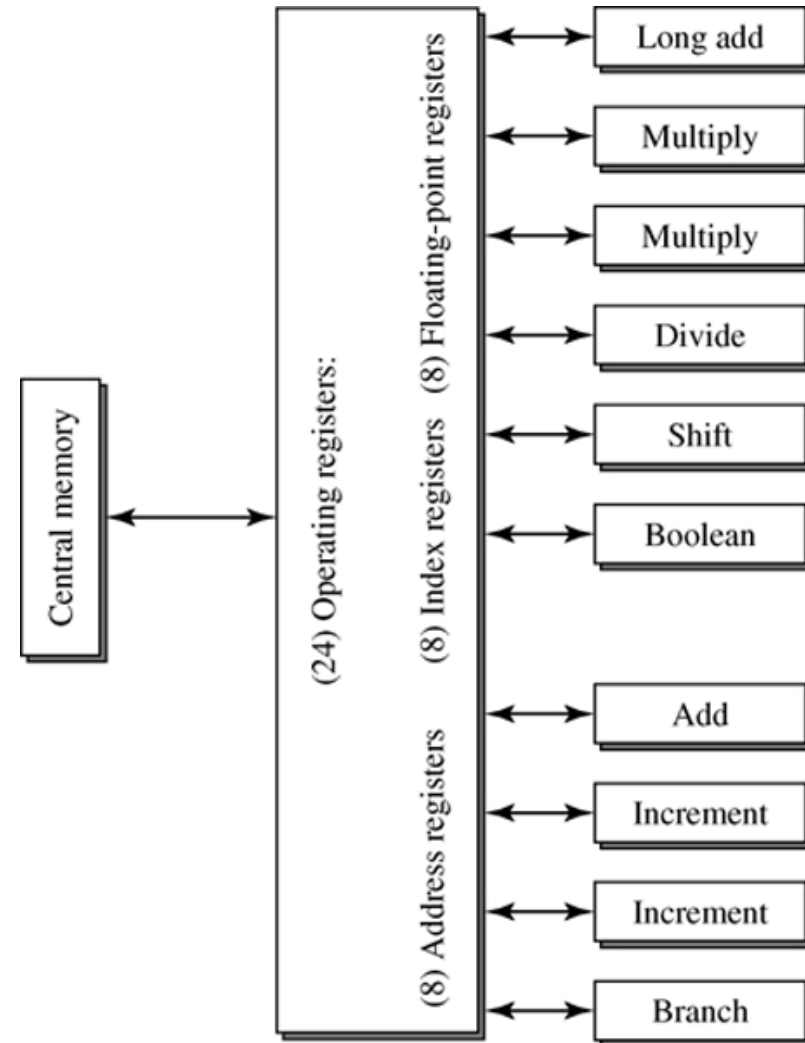 Central memory
(24) Operating registers:
(8) Floating-point registers
(8) Index registers
(8) Address registers
Long add
Multiply
Multiply
Divide
Shift
Boolean
Add
Increment
Increment
Branch